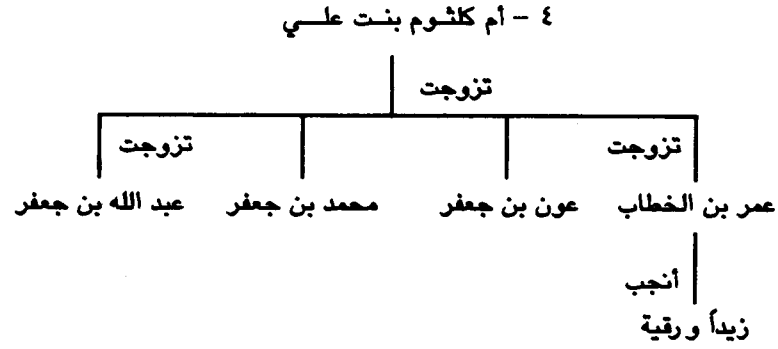 ٤ - أم كلثوم بنت علي
تزوجت
تزوجت تزوجت
عمر بن الخطاب عون بن جعفر محمد بن جعفر عبد الله بن جعفر
أنجب
زيداً ورقية